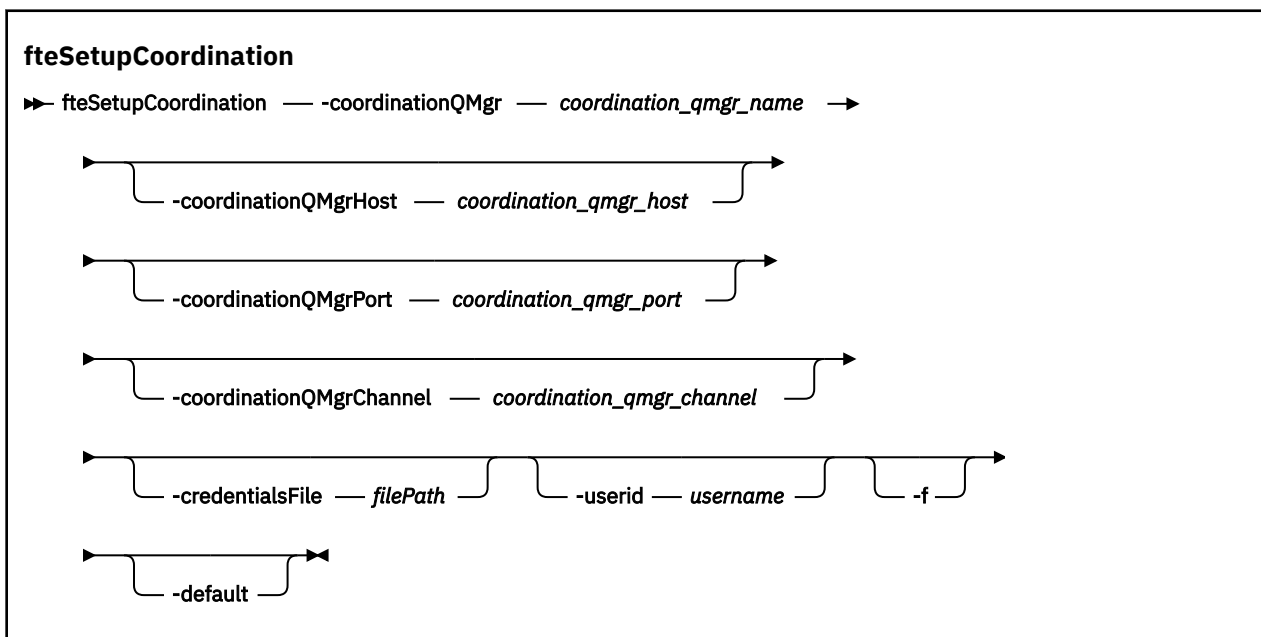 fteSetupCoordination
fteSetupCoordination -coordinationQMgr coordination_qmgr_name
-coordinationQMgrHost coordination_qmgr_host
-coordinationQMgrPort coordination_qmgr_port
-coordinationQMgrChannel coordination_qmgr_channel
-credentialsFile filePath -userid username -f
-default